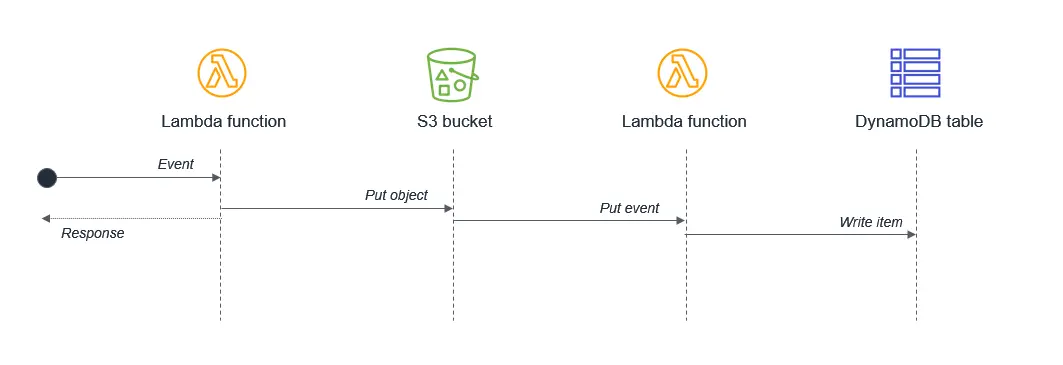 Lambda function
S3 bucket
Lambda function
DynamoDB table
Event
Put object
Put event
Write item
Response